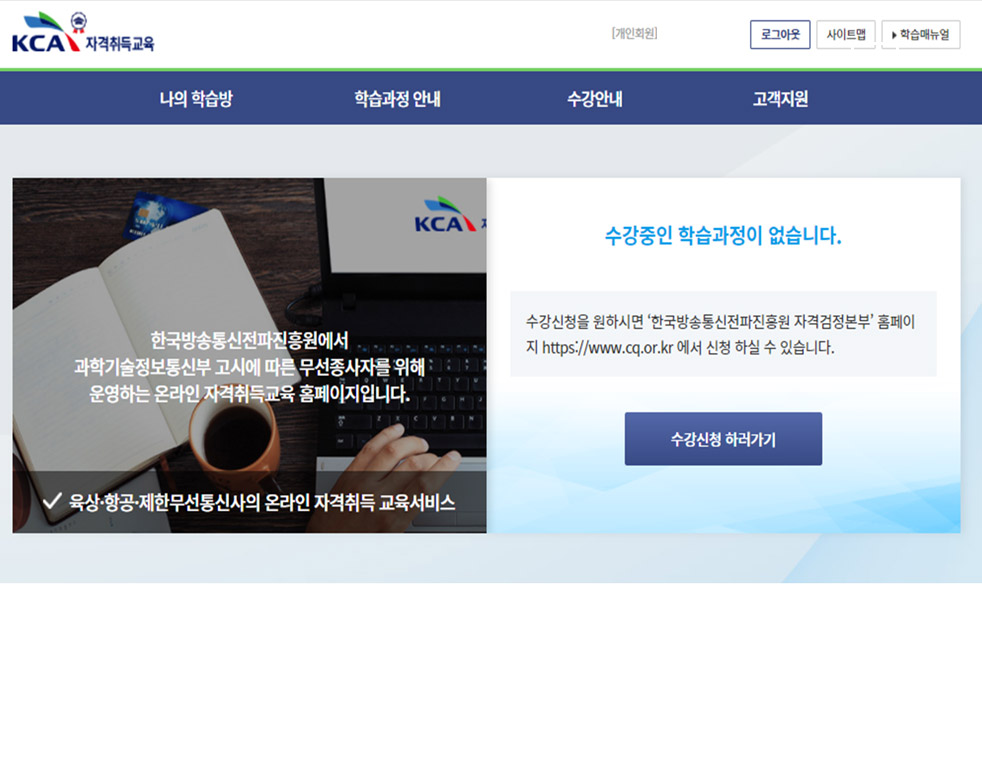 KCA 자격취득교육
[개인회원]
로그아웃
사이트맵
학습매뉴얼
나의 학습방
학습과정 안내
수강안내
고객지원
KCA
한국방송통신전파진흥원에서
과학기술정보통신부 고시에 따른 무선종사자를 위해
운영하는 온라인 자격취득교육 홈페이지입니다.
육상·항공·제한무선통신사의 온라인 자격취득 교육서비스
수강중인 학습과정이 없습니다.
수강신청을 원하시면 ‘한국방송통신전파진흥원 자격검정본부’ 홈페이
지 https://www.cq.or.kr 에서 신청 하실 수 있습니다.
수강신청 하러가기